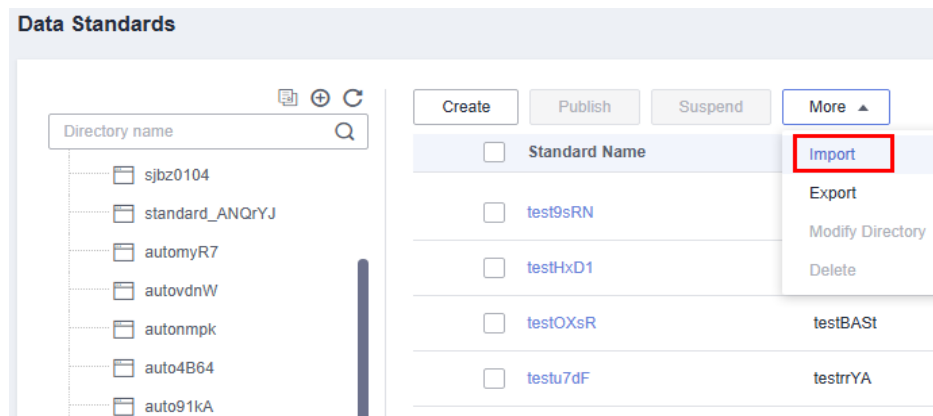 Data Standards
Directory name
sjbz0104
standard_ANQrYJ
automyR7
autovdnW
autonmpk
auto4B64
auto91kA
Create Publish Suspend More
Standard Name
Import
Export
Modify Directory
Delete
test9sRN
testHxD1
testOXsR testBASt
testu7dF testrrYA